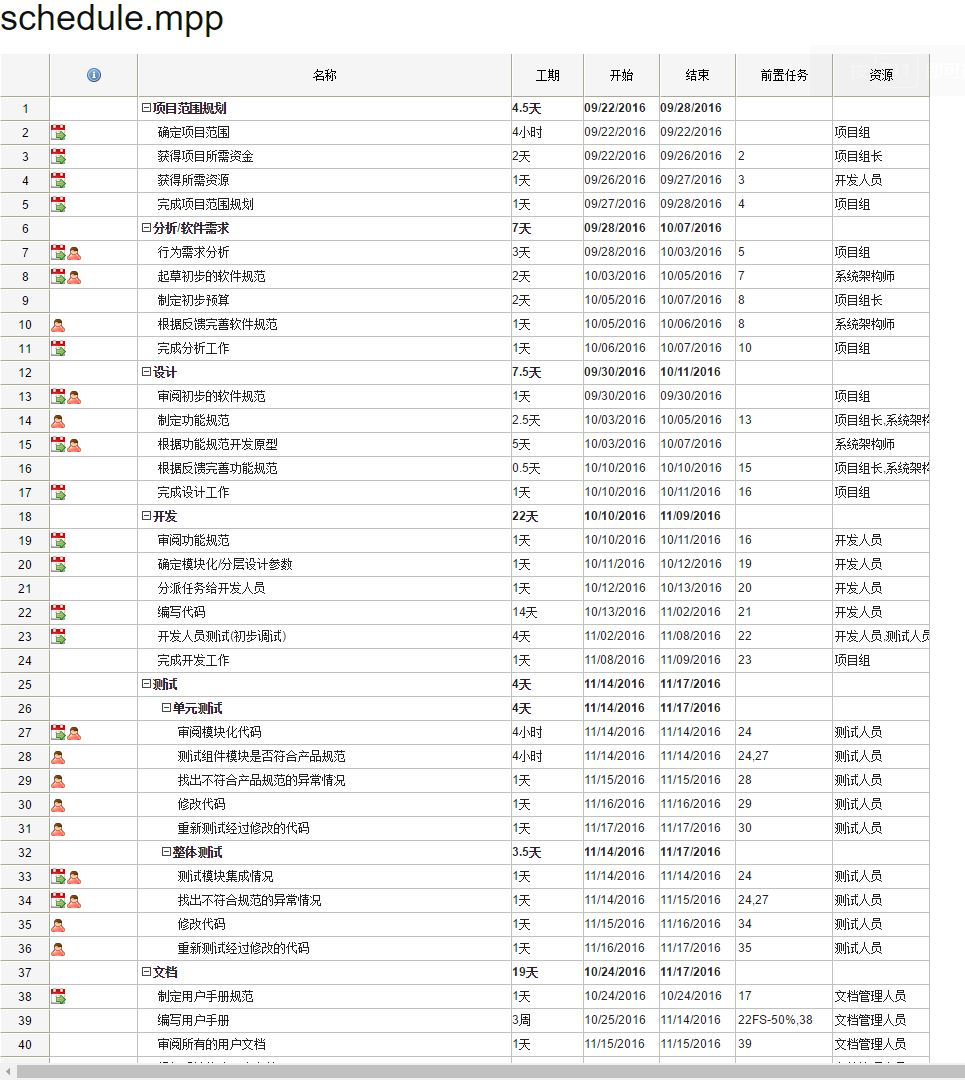 schedule.mpp
名称 工期 开始 结束 前置任务 资源
1 项目范围规划 4.5天 09/22/2016 09/28/2016
2 确定项目范围 4小时 09/22/2016 09/22/2016 项目组
3 获得项目所需资金 2天 09/22/2016 09/26/2016 2 项目组长
4 获得所需资源 1天 09/26/2016 09/27/2016 3 开发人员
5 完成项目范围规划 1天 09/27/2016 09/28/2016 4 项目组
6 分析/软件需求 7天 09/28/2016 10/07/2016
7 行为需求分析 3天 09/28/2016 10/03/2016 5 项目组
8 起草初步的软件规范 2天 10/03/2016 10/05/2016 7 系统架构师
9 制定初步预算 2天 10/05/2016 10/07/2016 8 项目组长
10 根据反馈完善软件规范 1天 10/05/2016 10/06/2016 8 系统架构师
11 完成分析工作 1天 10/06/2016 10/07/2016 10 项目组
12 设计 7.5天 09/30/2016 10/11/2016
13 审阅初步的软件规范 1天 09/30/2016 09/30/2016 项目组
14 制定功能规范 2.5天 10/03/2016 10/05/2016 13 项目组长,系统架构
15 根据功能规范开发原型 5天 10/03/2016 10/07/2016 系统架构师
16 根据反馈完善功能规范 0.5天 10/10/2016 10/10/2016 15 项目组长,系统架构
17 完成设计工作 1天 10/10/2016 10/11/2016 16 项目组
18 开发 22天 10/10/2016 11/09/2016
19 审阅功能规范 1天 10/10/2016 10/11/2016 16 开发人员
20 确定模块化/分层设计参数 1天 10/11/2016 10/12/2016 19 开发人员
21 分派任务给开发人员 1天 10/12/2016 10/13/2016 20 开发人员
22 编写代码 14天 10/13/2016 11/02/2016 21 开发人员
23 开发人员测试(初步调试) 4天 11/02/2016 11/08/2016 22 开发人员,测试人员
24 完成开发工作 1天 11/08/2016 11/09/2016 23 项目组
25 测试 4天 11/14/2016 11/17/2016
26 单元测试 4天 11/14/2016 11/17/2016
27 审阅模块化代码 4小时 11/14/2016 11/14/2016 24 测试人员
28 测试组件模块是否符合产品规范 4小时 11/14/2016 11/14/2016 24,27 测试人员
29 找出不符合产品规范的异常情况 1天 11/15/2016 11/15/2016 28 测试人员
30 修改代码 1天 11/16/2016 11/16/2016 29 测试人员
31 重新测试经过修改的代码 1天 11/17/2016 11/17/2016 30 测试人员
32 整体测试 3.5天 11/14/2016 11/17/2016
33 测试模块集成情况 1天 11/14/2016 11/14/2016 24 测试人员
34 找出不符合规范的异常情况 1天 11/14/2016 11/15/2016 24,27 测试人员
35 修改代码 1天 11/15/2016 11/16/2016 34 测试人员
36 重新测试经过修改的代码 1天 11/16/2016 11/17/2016 35 测试人员
37 文档 19天 10/24/2016 11/17/2016
38 制定用户手册规范 1天 10/24/2016 10/24/2016 17 文档管理人员
39 编写用户手册 3周 10/25/2016 11/14/2016 22FS-50%,38 文档管理人员
40 审阅所有的用户文档 1天 11/15/2016 11/15/2016 39 文档管理人员